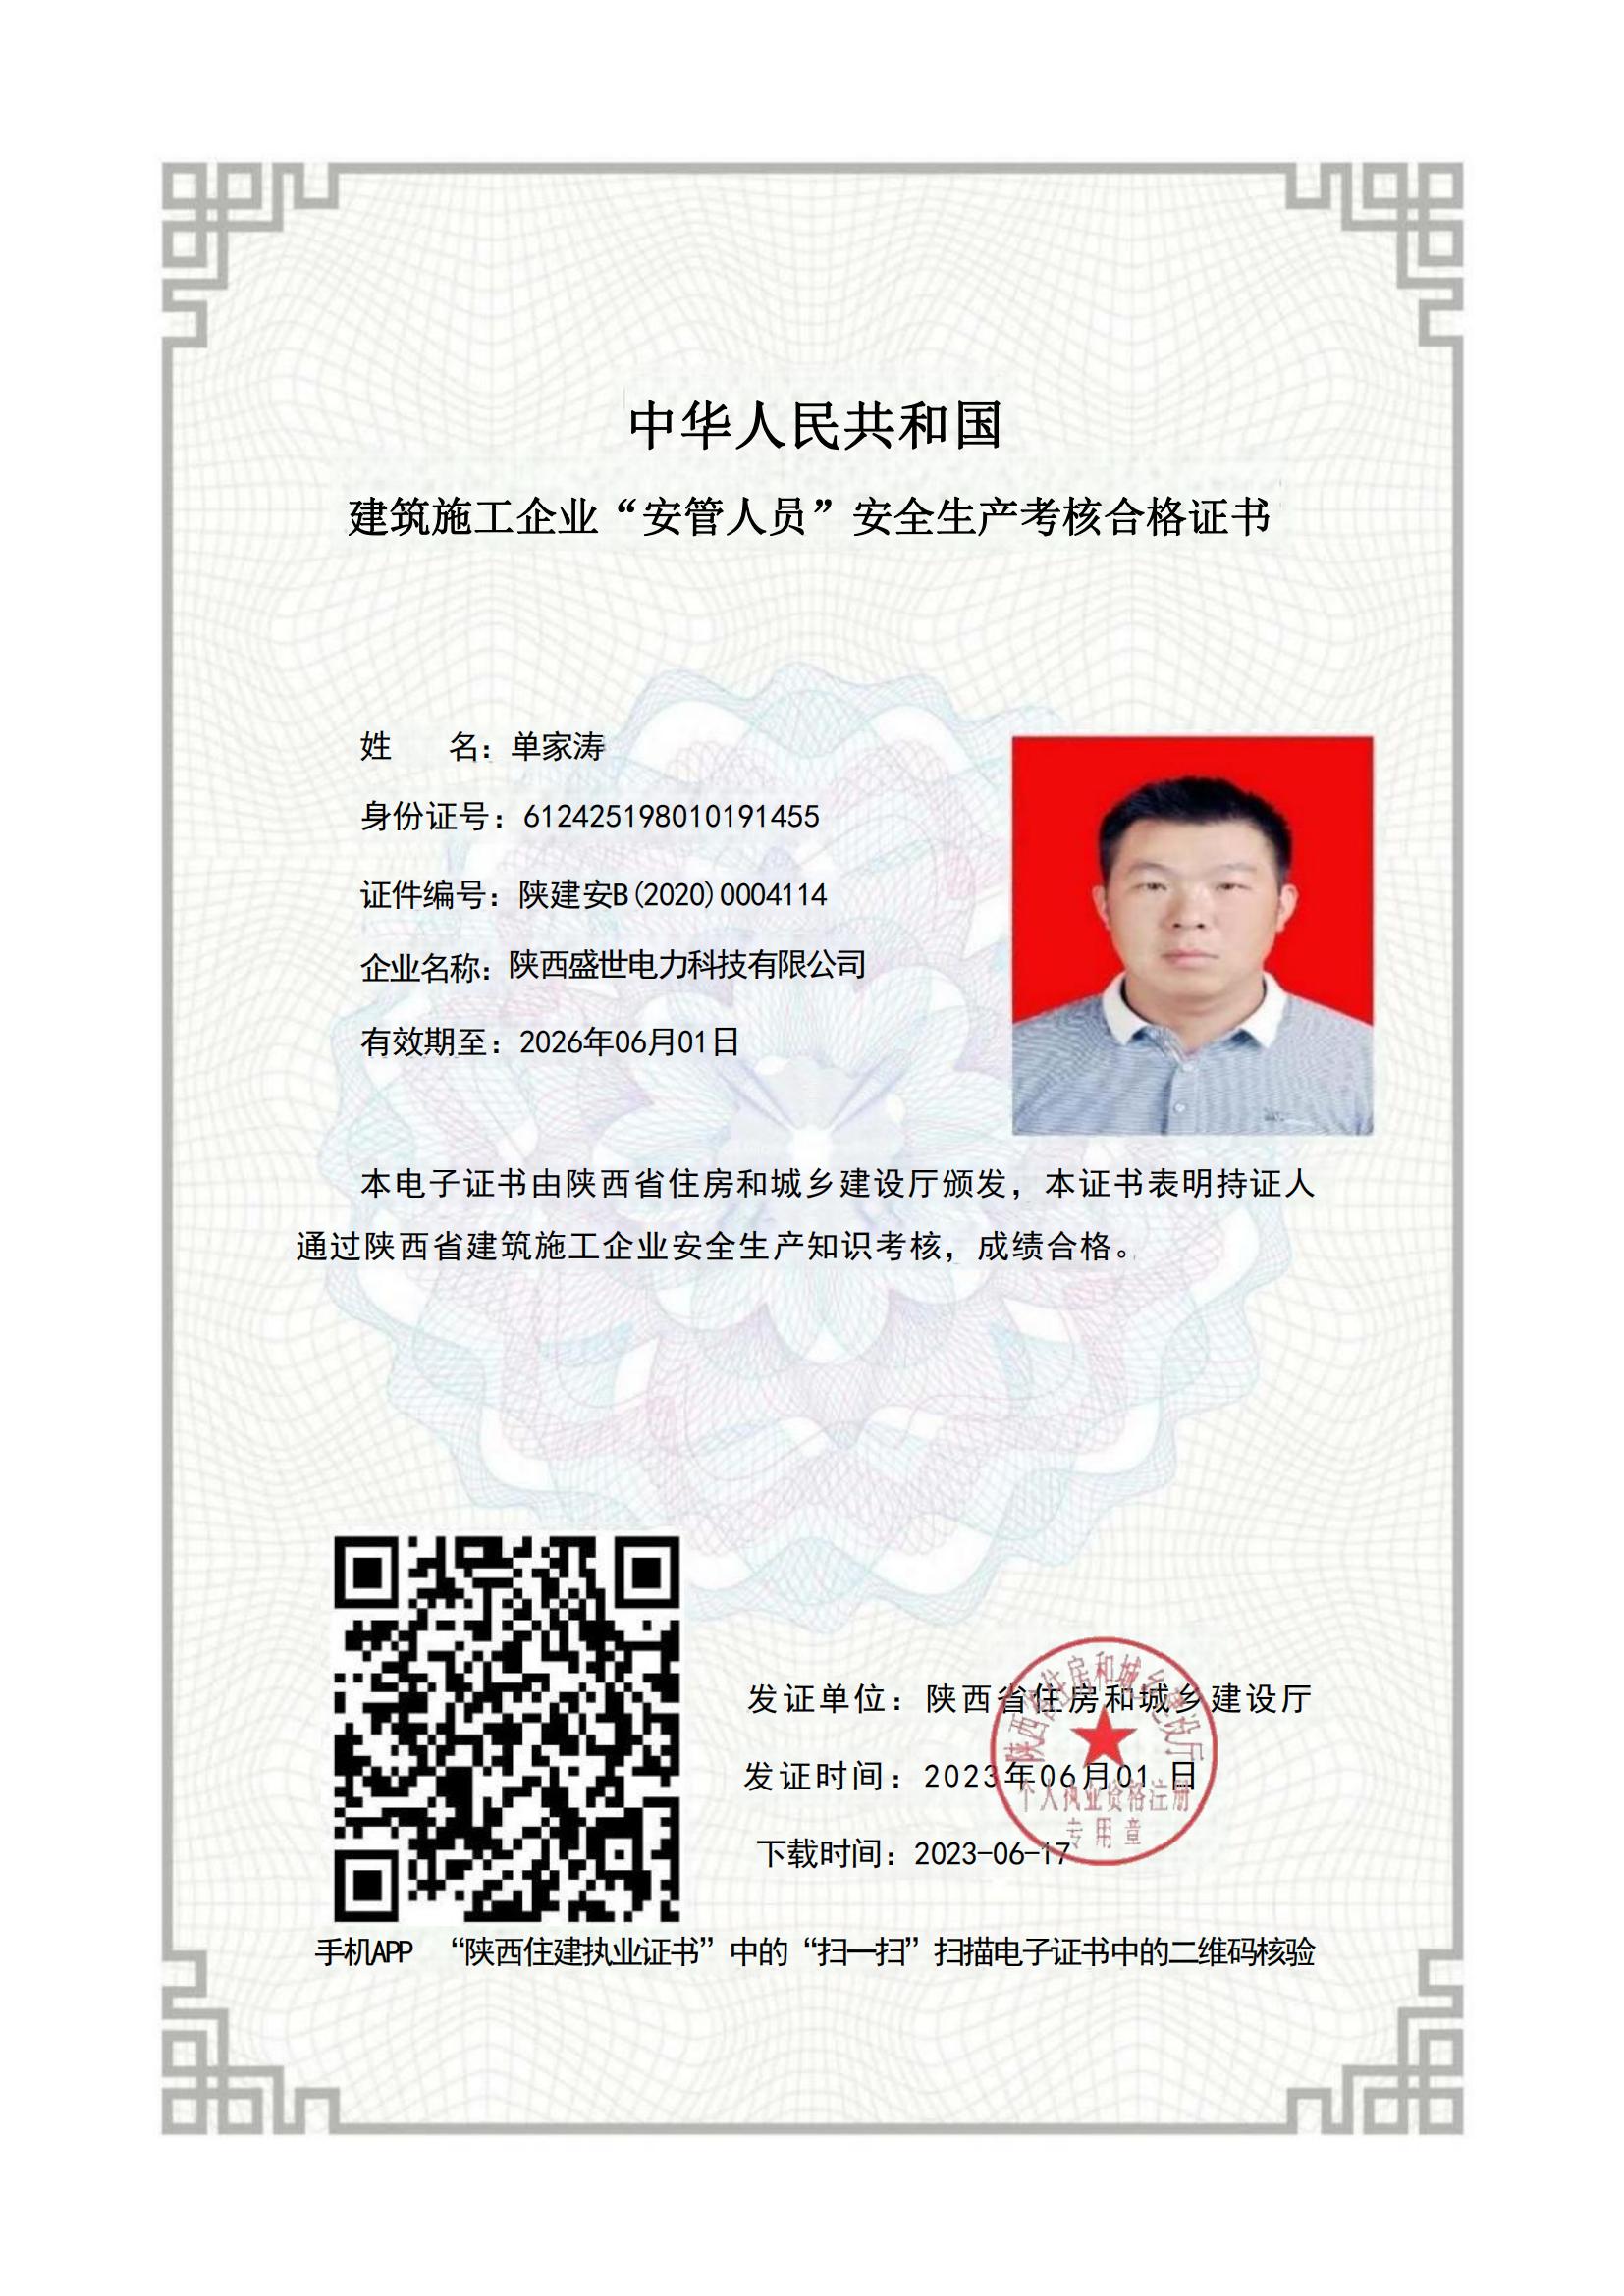 中华人民共和国
建筑施工企业“安管人员”安全生产考核合格证书
姓 名：单家涛
身份证号：612425198010191455
证件编号：陕建安B(2020)0004114
企业名称：陕西盛世电力科技有限公司
有效期至：2026年06月01日
本电子证书由陕西省住房和城乡建设厅颁发，本证书表明持证人
通过陕西省建筑施工企业安全生产知识考核，成绩合格。
发证单位：陕西省住房和城乡建设厅
发证时间：2023年06月01日
下载时间：2023-06-17
陕西省住房和城乡建设厅
个人执业资格注册
专用章
手机APP “陕西住建执业证书”中的“扫一扫”扫描电子证书中的二维码核验